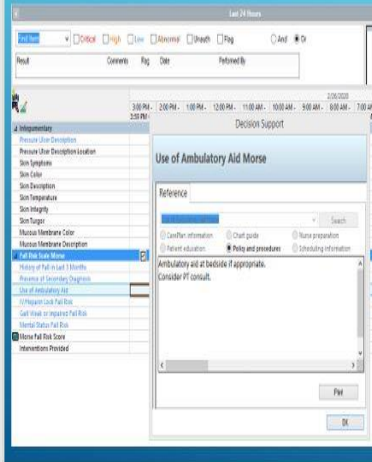 Last 24 Hours
Find Item
Critical High Low Abnormal Unauth Flag And Or
Result Comments Flag Date Performed By
2/26/2020
3:00 PM - 2:00 PM - 1:00 PM - 12:00 PM - 11:00 AM - 10:00 AM - 9:00 AM - 8:00 AM - 7:00 A
3:59 PM
Decision Support
Integumentary
Pressure Ulcer Description
Pressure Ulcer Description Location
Skin Symptoms
Skin Color
Skin Description
Skin Temperature
Skin Integrity
Skin Turgor
Mucous Membrane Color
Mucous Membrane Description
Fall Risk Scale Morse
History of Fall in Last 3 Months
Presence of Secondary Diagnosis
Use of Ambulatory Aid
IV/Heparin Lock Fall Risk
Gait Weak or Impaired Fall Risk
Mental Status Fall Risk
Morse Fall Risk Score
Interventions Provided
Use of Ambulatory Aid Morse
Reference
Search
CarePlan information Chart guide Nurse preparation
Patient education Policy and procedures Scheduling information
Ambulatory aid at bedside if appropriate.
Consider PT consult.
Print
OK